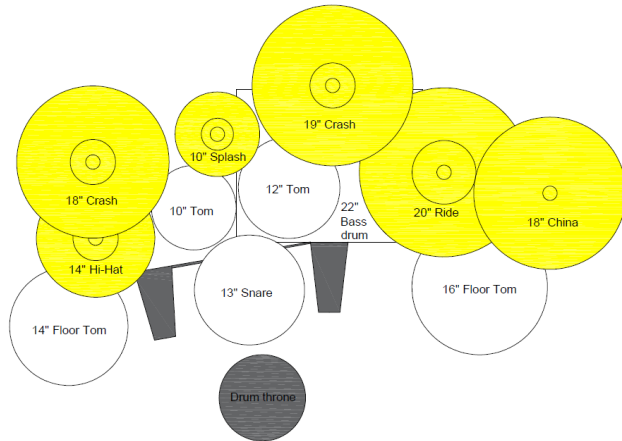 19" Crash
10" Splash
18" Crash
12" Tom
10" Tom
22"
Bass
drum
20" Ride
18" China
14" Hi-Hat
13" Snare
16" Floor Tom
14" Floor Tom
Drum throne